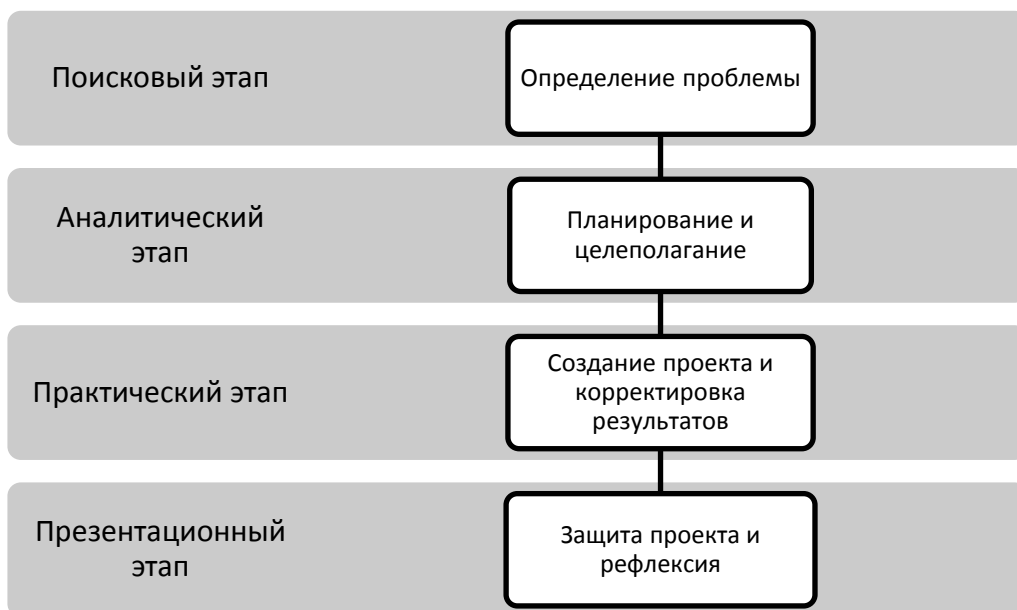 Поисковый этап
Определение проблемы
Аналитический
этап
Планирование и
целеполагание
Практический этап
Создание проекта и
корректировка
результатов
Презентационный
этап
Защита проекта и
рефлексия